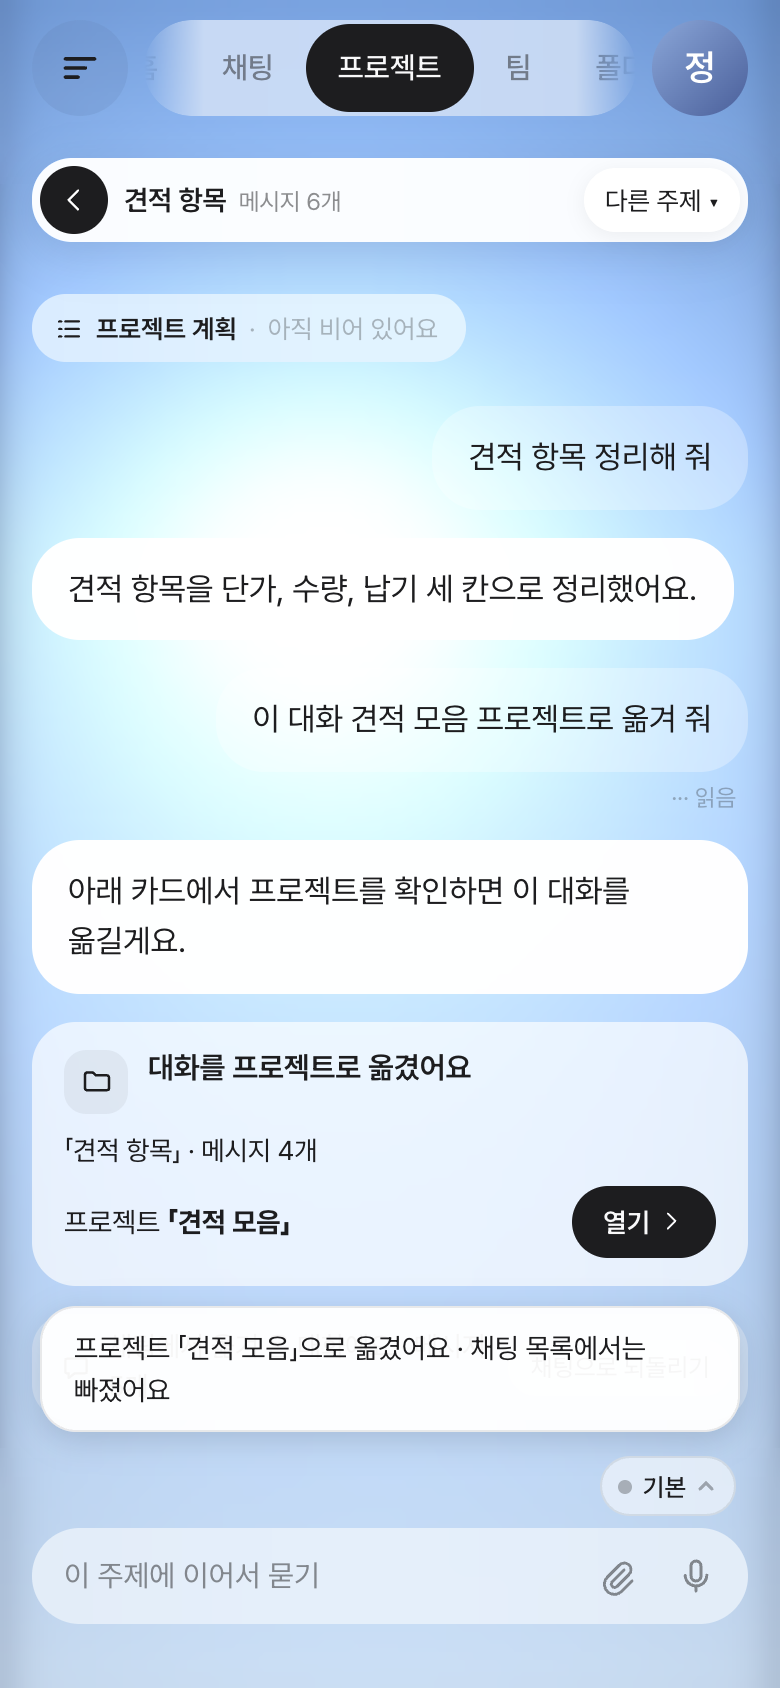 채팅
프로젝트
팀
정
견적 항목 메시지 6개
다른 주제 ▾
프로젝트 계획 · 아직 비어 있어요
견적 항목 정리해 줘
견적 항목을 단가, 수량, 납기 세 칸으로 정리했어요.
이 대화 견적 모음 프로젝트로 옮겨 줘
··· 읽음
아래 카드에서 프로젝트를 확인하면 이 대화를
옮길게요.
대화를 프로젝트로 옮겼어요
「견적 항목」 · 메시지 4개
프로젝트 「견적 모음」
열기
프로젝트 「견적 모음」으로 옮겼어요 · 채팅 목록에서는
빠졌어요
채팅으로 되돌리기
기본
이 주제에 이어서 묻기